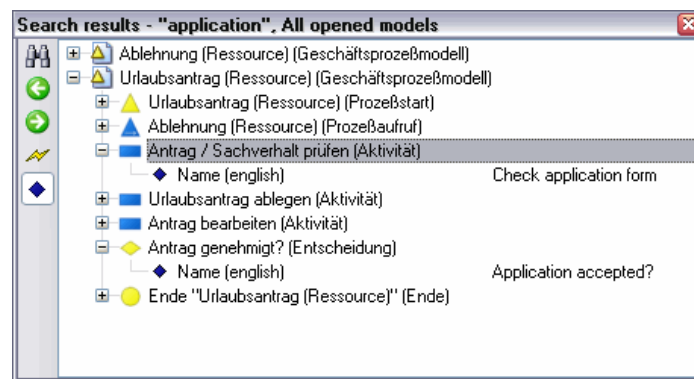 Search results - "application", All opened models
Ablehnung (Ressource) (Geschäftsprozeßmodell)
Urlaubsantrag (Ressource) (Geschäftsprozeßmodell)
Urlaubsantrag (Ressource) (Prozeßstart)
Ablehnung (Ressource) (Prozeßaufruf)
Antrag / Sachverhalt prüfen (Aktivität)
Name (english) Check application form
Urlaubsantrag ablegen (Aktivität)
Antrag bearbeiten (Aktivität)
Antrag genehmigt? (Entscheidung)
Name (english) Application accepted?
Ende "Urlaubsantrag (Ressource)" (Ende)